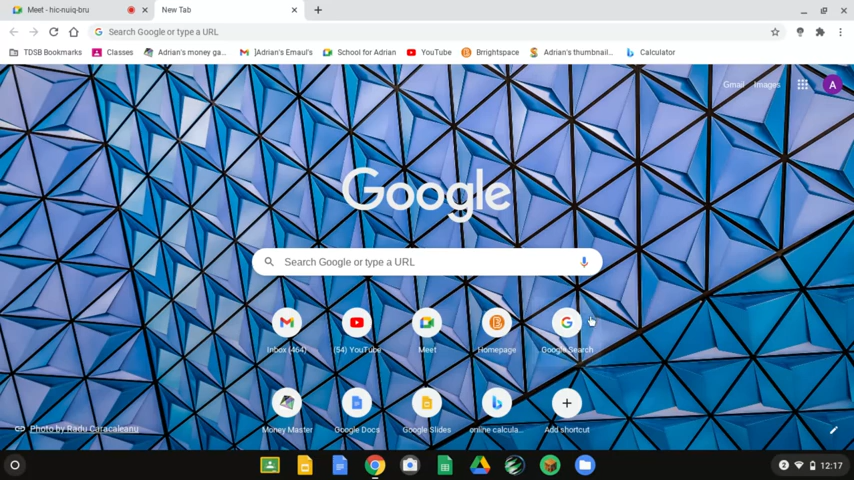 Meet - hic-nuiq-bru
New Tab
Search Google or type a URL
TDSB Bookmarks
Classes
Adrian's money ga...
]Adrian's Emaul's
School for Adrian
YouTube
Brrightspace
Adrian's thumbnail...
Calculator
Gmail Images
A
Google
Search Google or type a URL
Inbox (464)
(54) YouTube
Meet
Homepage
Google Search
Money Master
Google Docs
Google Slides
online calcula...
Add shortcut
Photo by Radu Caracaleanu
2 12:17